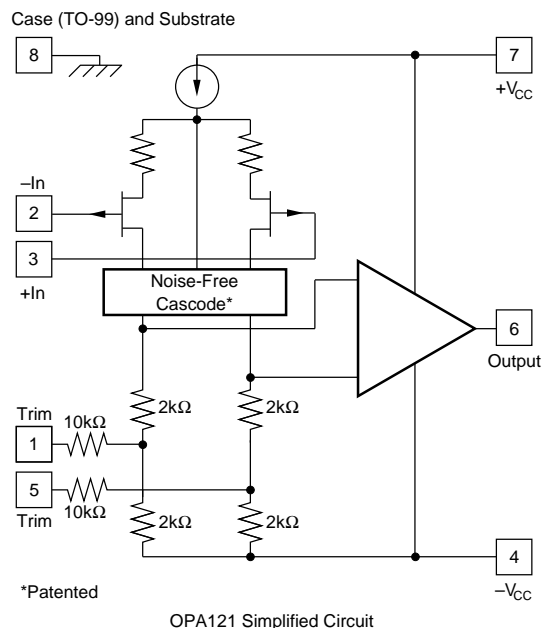 Case (TO-99) and Substrate
8
7
+VCC
–In
2
3
+In
Noise-Free
Cascode*
6
Output
2kΩ
2kΩ
Trim
10kΩ
1
5
10kΩ
Trim
2kΩ
2kΩ
4
–VCC
*Patented
OPA121 Simplified Circuit